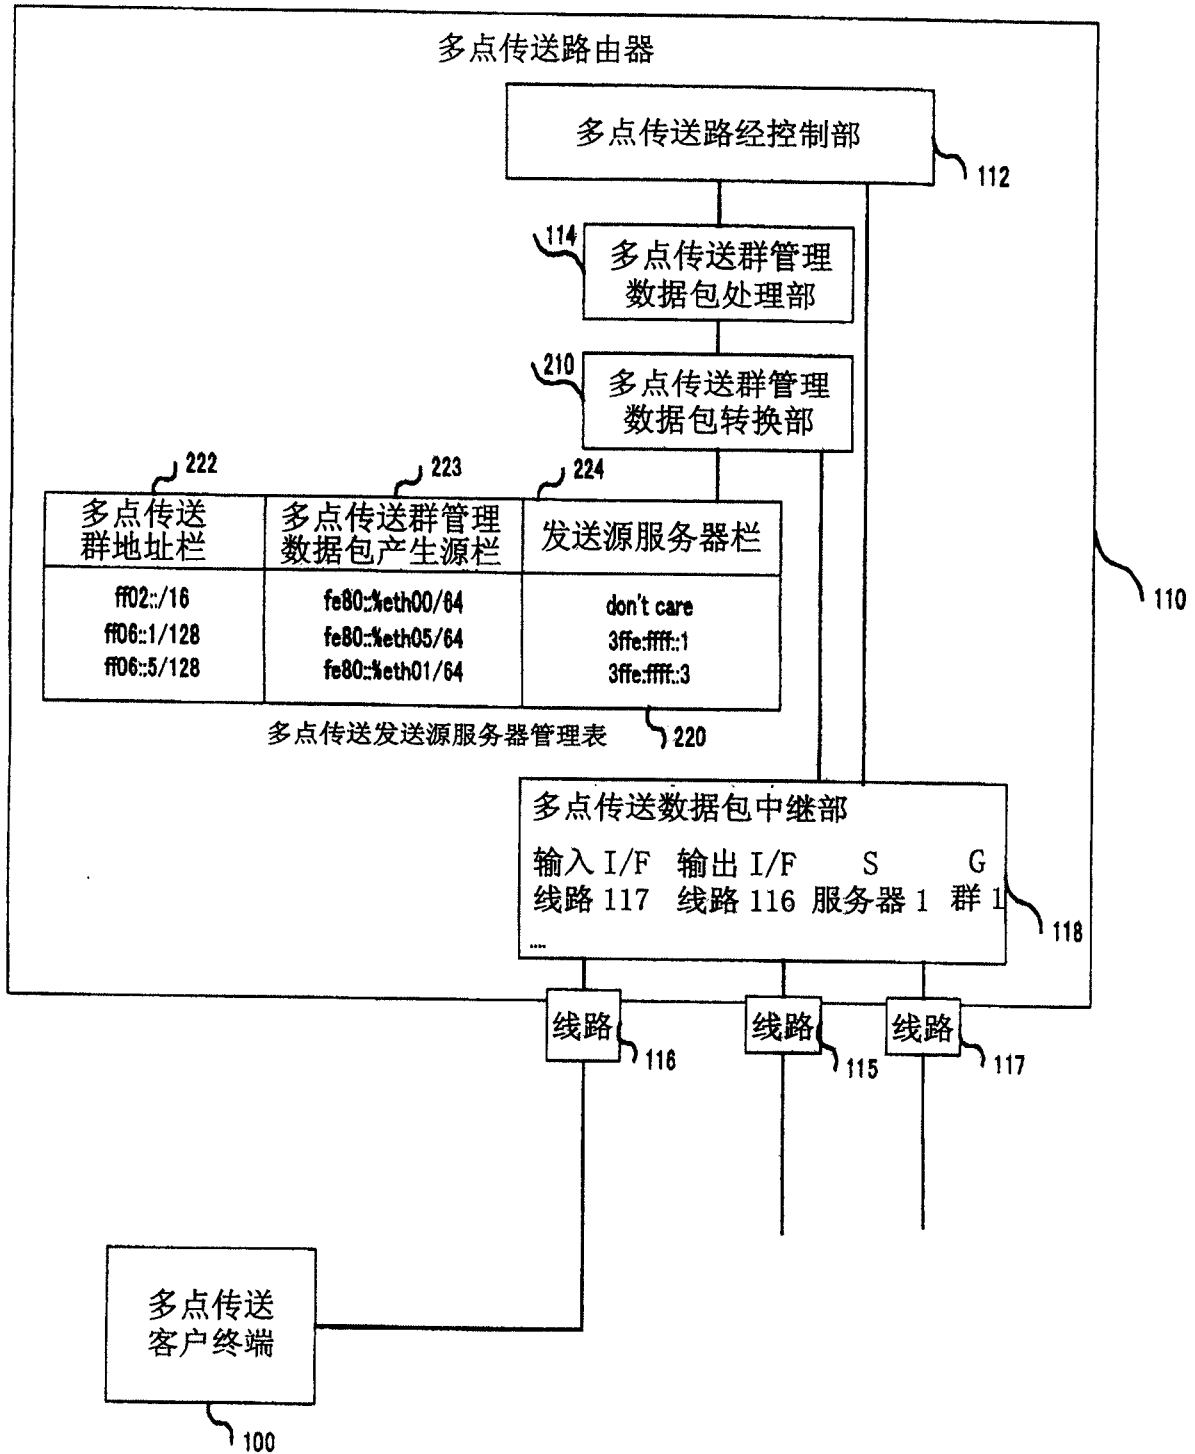 多点传送路由器
多点传送路经控制部
112
114
多点传送群管理
数据包处理部
210
多点传送群管理
数据包转换部
222
223
224
多点传送
群地址栏
多点传送群管理
数据包产生源栏
发送源服务器栏
ff02::/16
fe80::%eth00/64
don't care
ff06::1/128
fe80::%eth05/64
3ffe:ffff::1
ff06::5/128
fe80::%eth01/64
3ffe:ffff::3
110
多点传送发送源服务器管理表
220
多点传送数据包中继部
输入 I/F 输出 I/F S G
线路 117 线路 116 服务器 1 群 1
....
118
线路
116
线路
115
线路
117
多点传送
客户终端
100